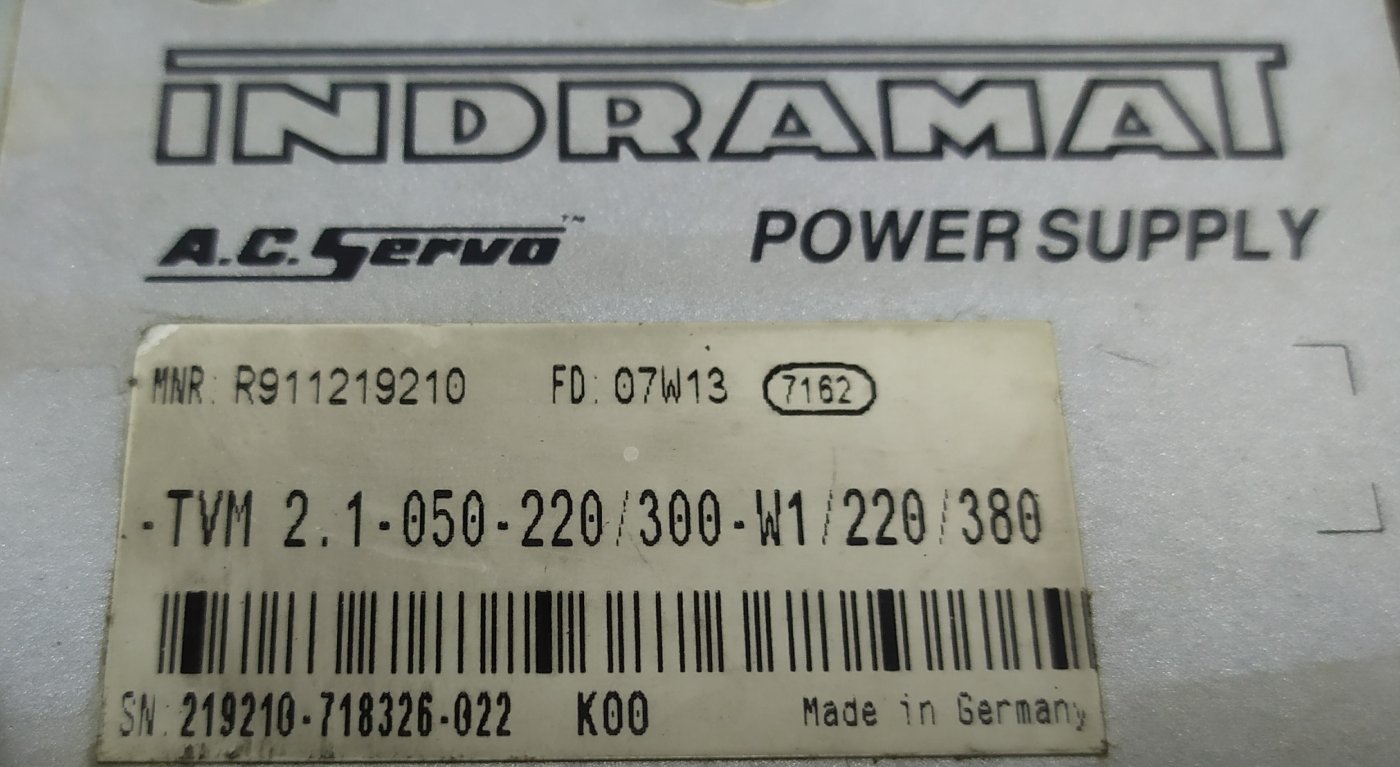 INDRAMAT
A.C. Servo™ POWER SUPPLY
MNR: R911219210 FD: 07W13 7162
-TVM 2.1-050-220/300-W1/220/380
SN: 219210-718326-022 K00 Made in Germany